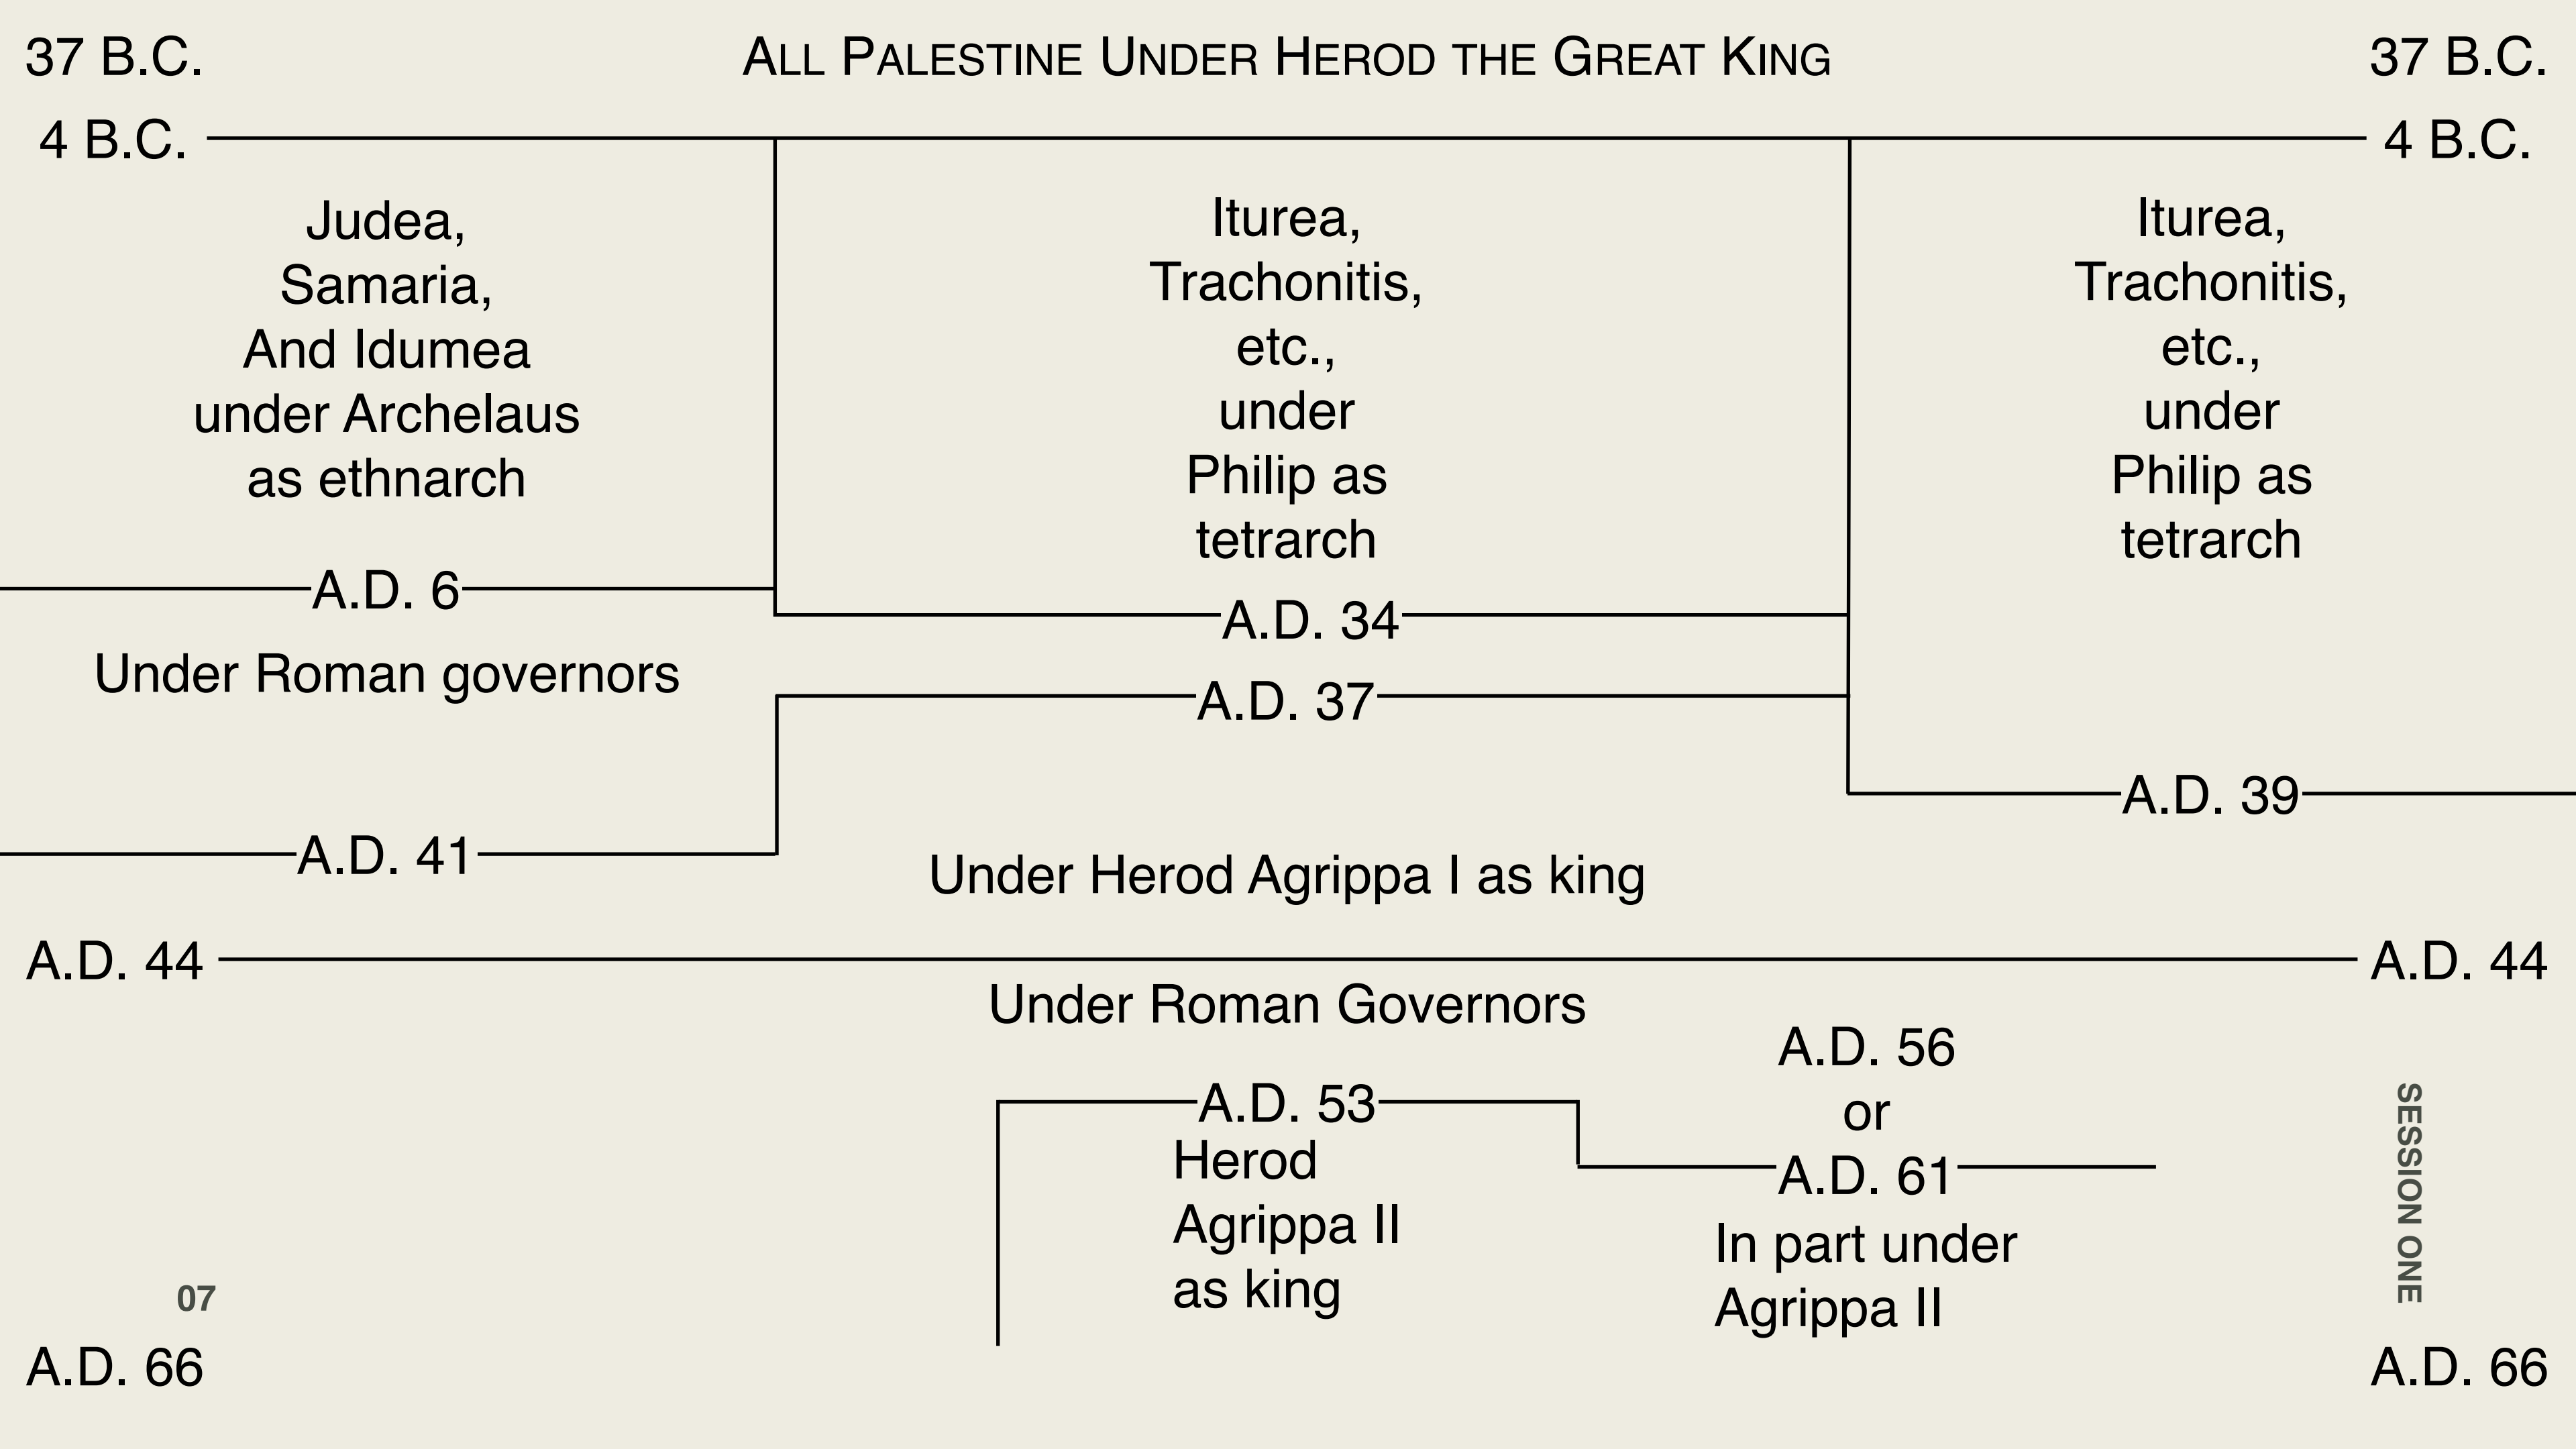 37 B.C.
ALL PALESTINE UNDER HEROD THE GREAT KING
37 B.C.
4 B.C.
4 B.C.
Judea,
Samaria,
And Idumea
under Archelaus
as ethnarch
Iturea,
Trachonitis,
etc.,
under
Philip as
tetrarch
Iturea,
Trachonitis,
etc.,
under
Philip as
tetrarch
A.D. 6
A.D. 34
Under Roman governors
A.D. 37
A.D. 39
A.D. 41
Under Herod Agrippa I as king
A.D. 44
A.D. 44
Under Roman Governors
A.D. 53
Herod
Agrippa II
as king
A.D. 56
or
A.D. 61
In part under
Agrippa II
SESSION ONE
07
A.D. 66
A.D. 66